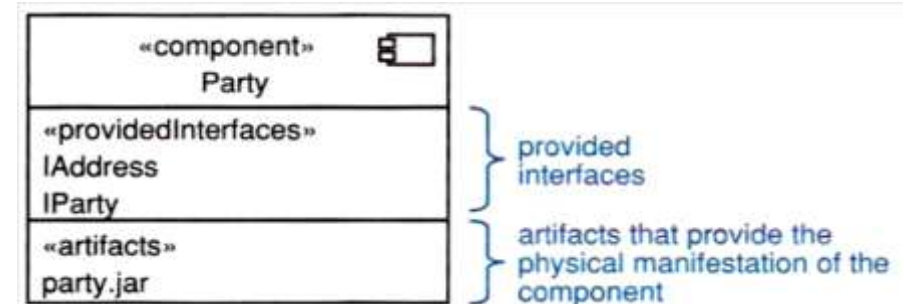 «component»
Party
«providedInterfaces»
IAddress
IParty
provided
interfaces
«artifacts»
party.jar
artifacts that provide the
physical manifestation of the
component